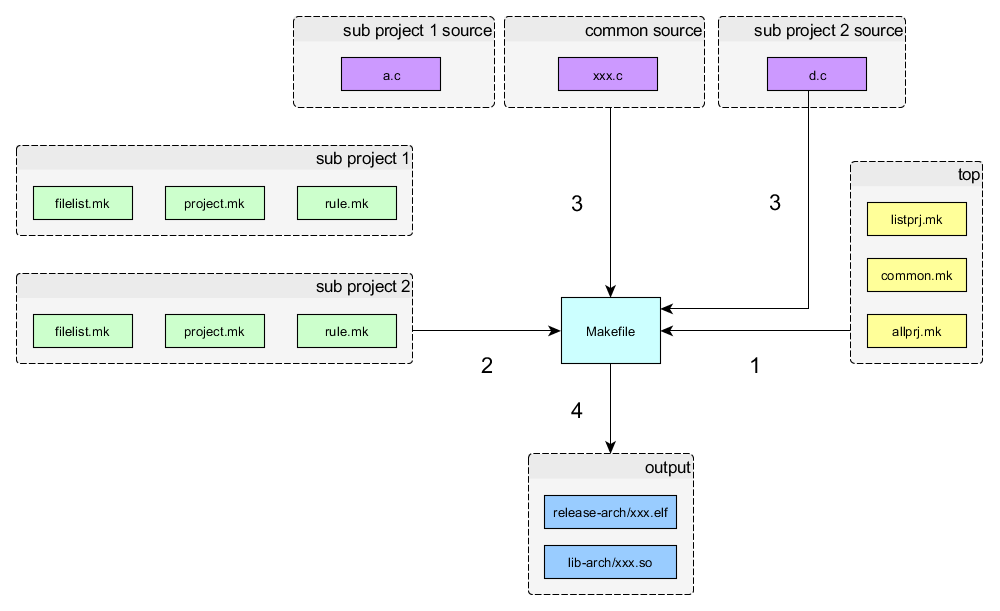 sub project 1 source
a.c
common source
xxx.c
sub project 2 source
d.c
sub project 1
filelist.mk
project.mk
rule.mk
3
3
top
listprj.mk
common.mk
allprj.mk
sub project 2
filelist.mk
project.mk
rule.mk
Makefile
2
1
4
output
release-arch/xxx.elf
lib-arch/xxx.so